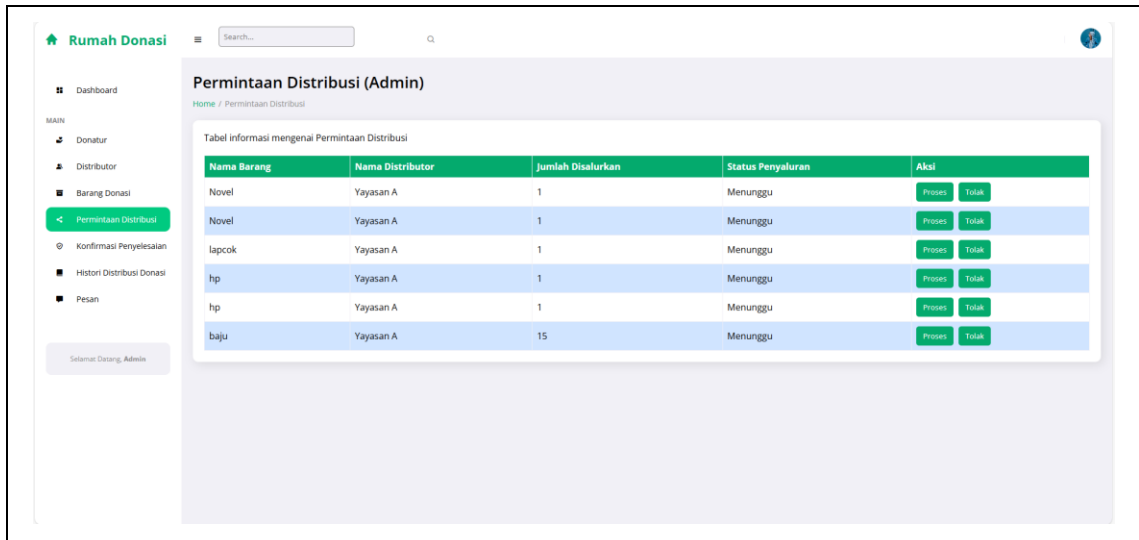 Rumah Donasi
Search...
Dashboard
MAIN
Donatur
Distributor
Barang Donasi
Permintaan Distribusi
Konfirmasi Penyelesaian
Histori Distribusi Donasi
Pesan
Selamat Datang, Admin
Permintaan Distribusi (Admin)
Home / Permintaan Distribusi
Tabel informasi mengenai Permintaan Distribusi
Nama Barang Nama Distributor Jumlah Disalurkan Status Penyaluran Aksi
Novel Yayasan A 1 Menunggu Proses Tolak
Novel Yayasan A 1 Menunggu Proses Tolak
lapcok Yayasan A 1 Menunggu Proses Tolak
hp Yayasan A 1 Menunggu Proses Tolak
hp Yayasan A 1 Menunggu Proses Tolak
baju Yayasan A 15 Menunggu Proses Tolak